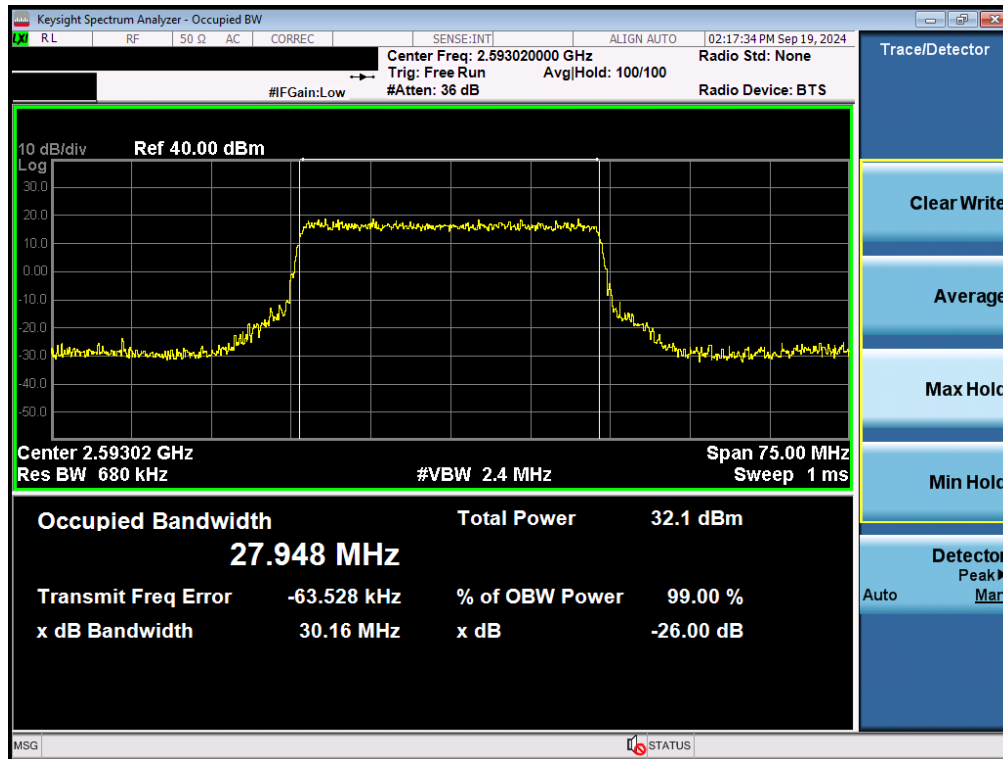 Keysight Spectrum Analyzer - Occupied BW
LXI RL RF 50 Ω AC CORREC SENSE:INT ALIGN AUTO 02:17:34 PM Sep 19, 2024
Center Freq: 2.593020000 GHz Radio Std: None
Trig: Free Run Avg|Hold: 100/100
#IFGain:Low #Atten: 36 dB Radio Device: BTS
Trace/Detector
10 dB/div Ref 40.00 dBm
Log
30.0
20.0
10.0
0.00
-10.0
-20.0
-30.0
-40.0
-50.0
Center 2.59302 GHz Span 75.00 MHz
Res BW 680 kHz #VBW 2.4 MHz Sweep 1 ms
Occupied Bandwidth Total Power 32.1 dBm
27.948 MHz
Transmit Freq Error -63.528 kHz % of OBW Power 99.00 %
x dB Bandwidth 30.16 MHz x dB -26.00 dB
Clear Write
Average
Max Hold
Min Hold
Detector
Peak
Auto Man
MSG STATUS